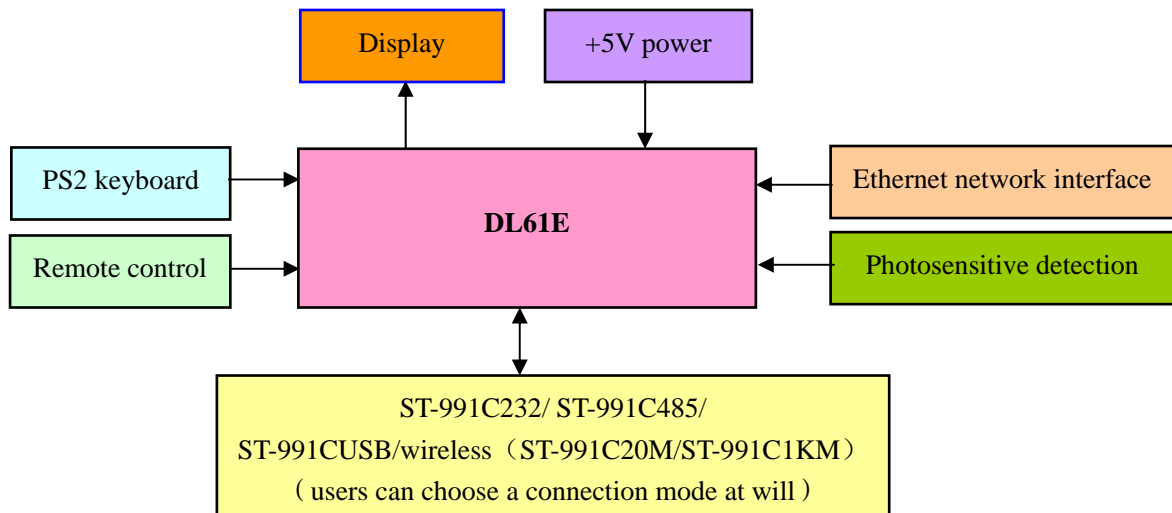 Display
+5V power
PS2 keyboard
Ethernet network interface
DL61E
Remote control
Photosensitive detection
ST-991C232/ ST-991C485/
ST-991CUSB/wireless（ST-991C20M/ST-991C1KM）
（users can choose a connection mode at will）